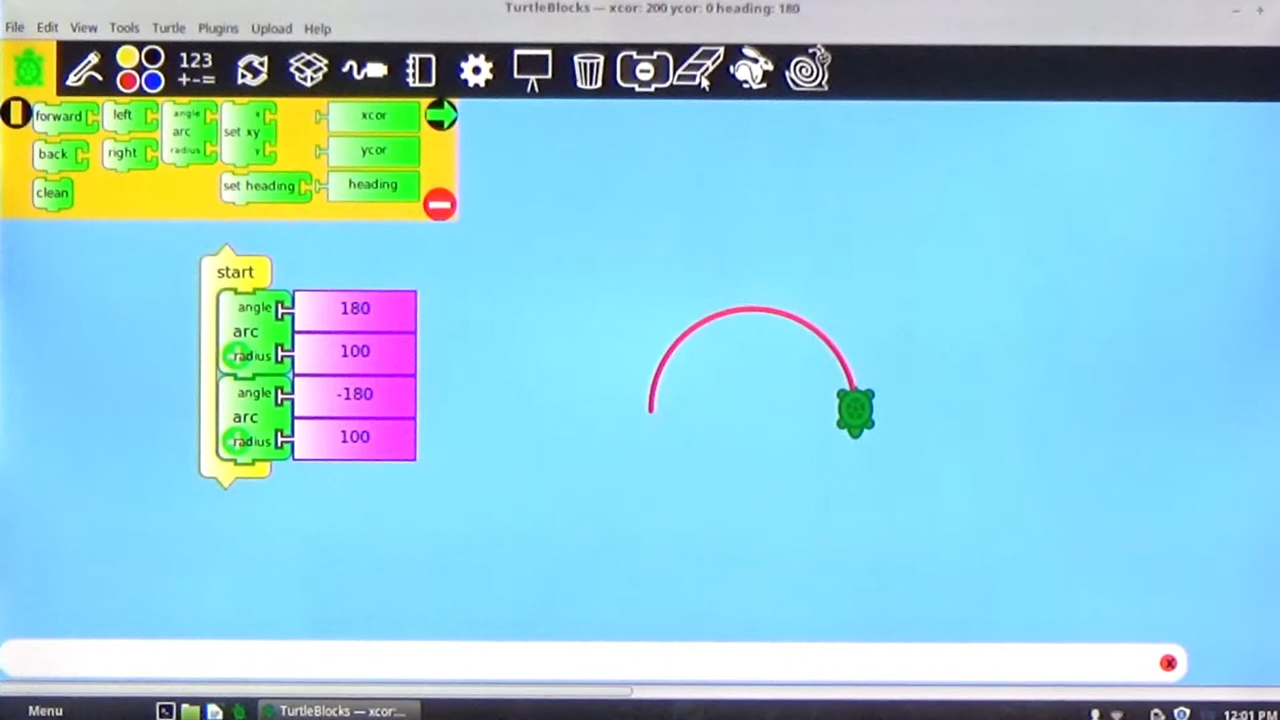 TurtleBlocks — xcor: 200 ycor: 0 heading: 180
File Edit View Tools Turtle Plugins Upload Help
123
+-=
forward left angle arc radius x set xy y xcor
back right ycor
clean set heading heading
start
angle 180
arc
radius 100
angle -180
arc
radius 100
X
Menu TurtleBlocks — xcor:... 12:01 PM